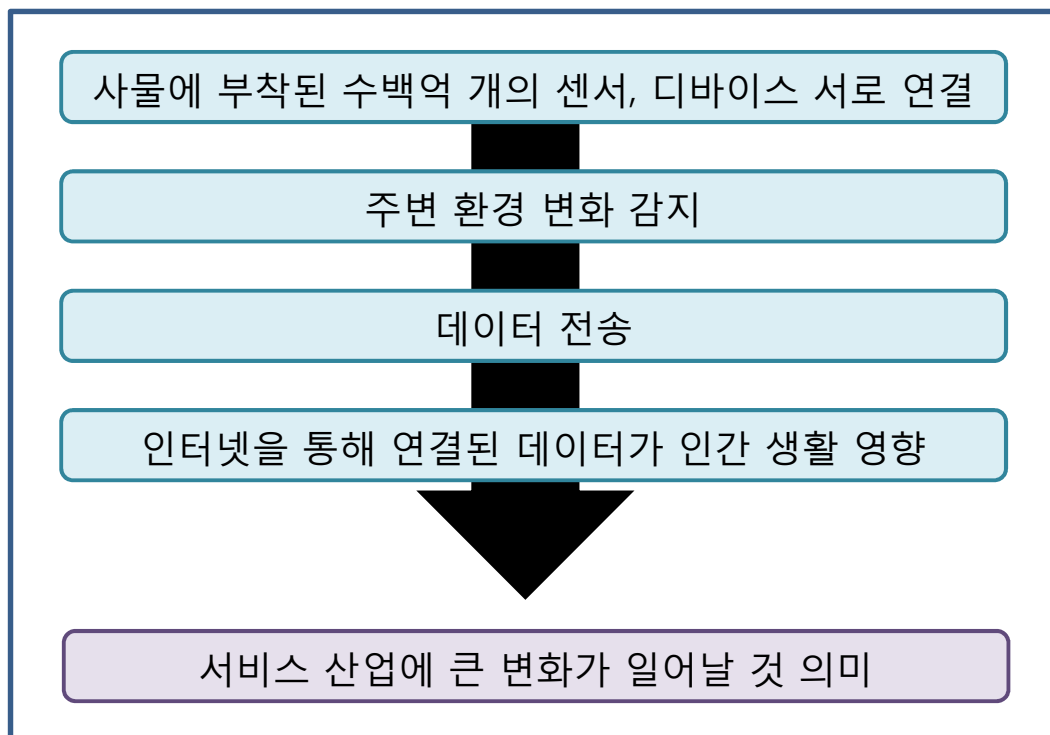 사물에 부착된 수백억 개의 센서, 디바이스 서로 연결
주변 환경 변화 감지
데이터 전송
인터넷을 통해 연결된 데이터가 인간 생활 영향
서비스 산업에 큰 변화가 일어날 것 의미